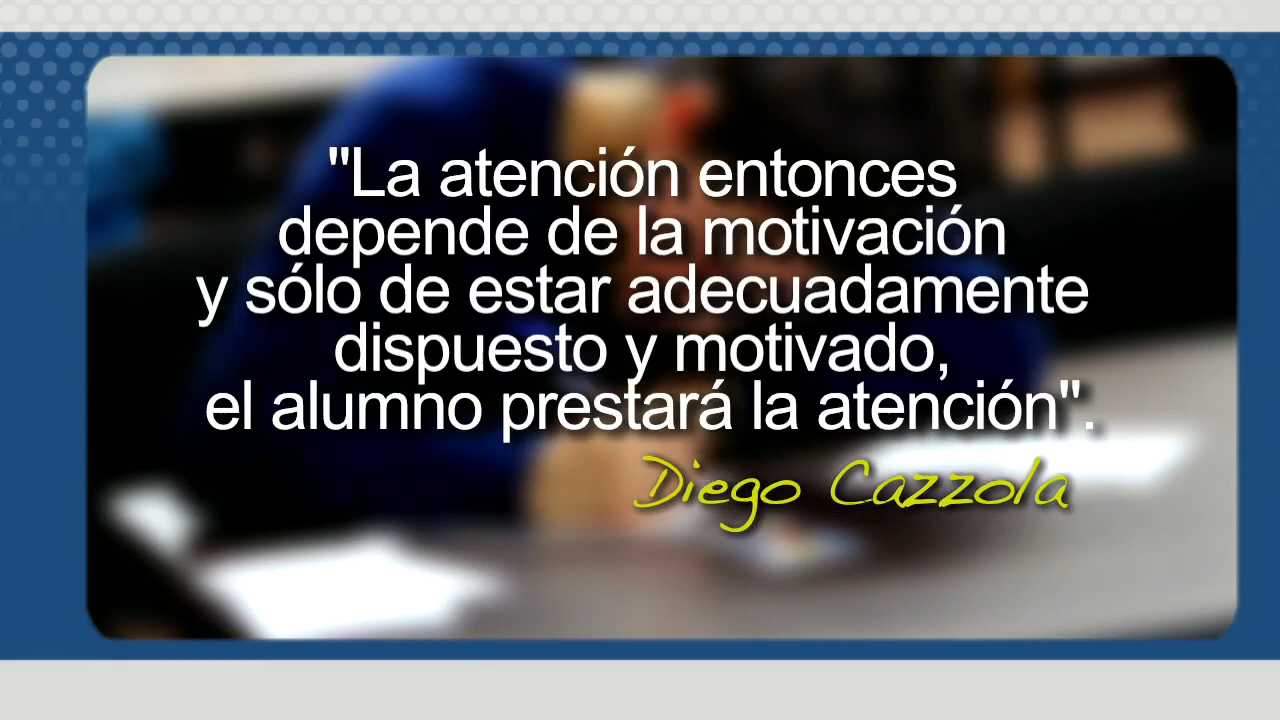 "La atención entonces
depende de la motivación
y sólo de estar adecuadamente
dispuesto y motivado,
el alumno prestará la atención".
Diego Cazzola